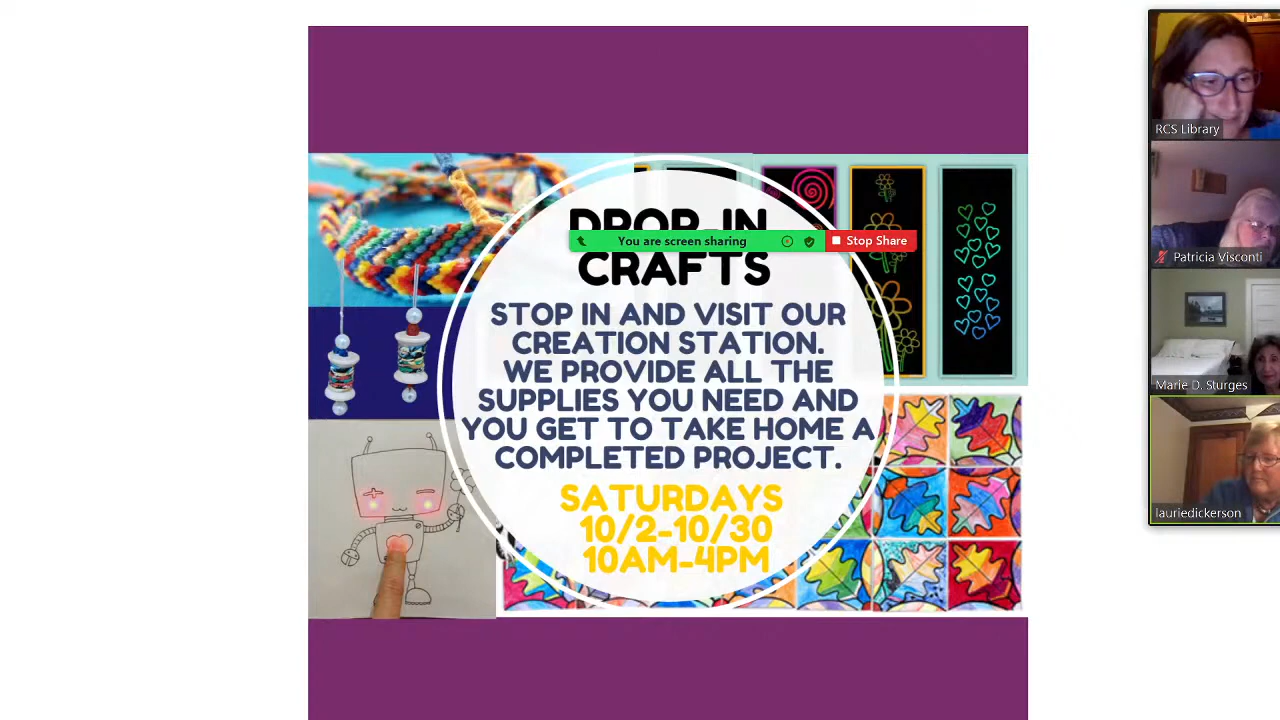 DROP IN
You are screen sharing
Stop Share
CRAFTS
STOP IN AND VISIT OUR
CREATION STATION.
WE PROVIDE ALL THE
SUPPLIES YOU NEED AND
YOU GET TO TAKE HOME A
COMPLETED PROJECT.
SATURDAYS
10/2-10/30
10AM-4PM
RCS Library
Patricia Visconti
Marie D. Sturges
lauriedickerson